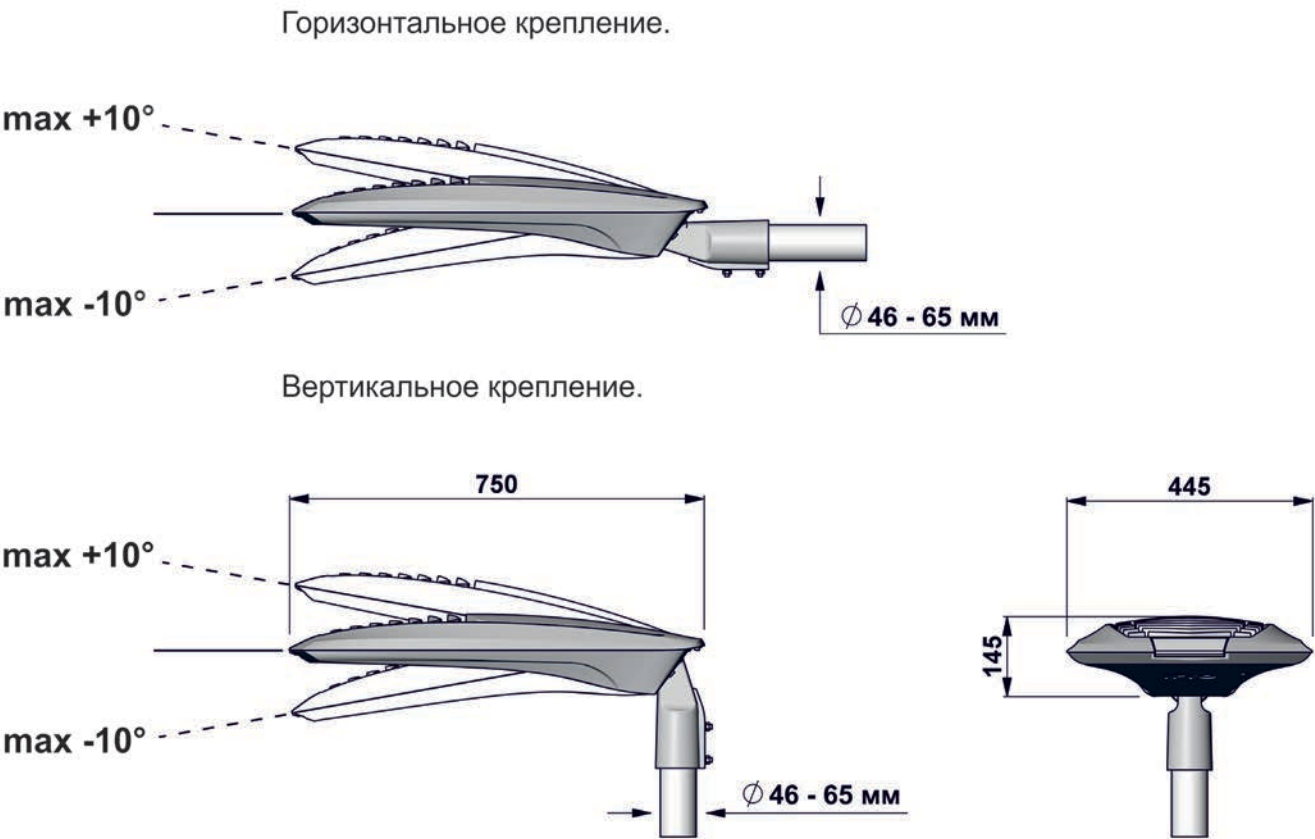 Горизонтальное крепление.
max +10°
max -10°
∅ 46 - 65 мм
Вертикальное крепление.
750
445
max +10°
145
max -10°
∅ 46 - 65 мм